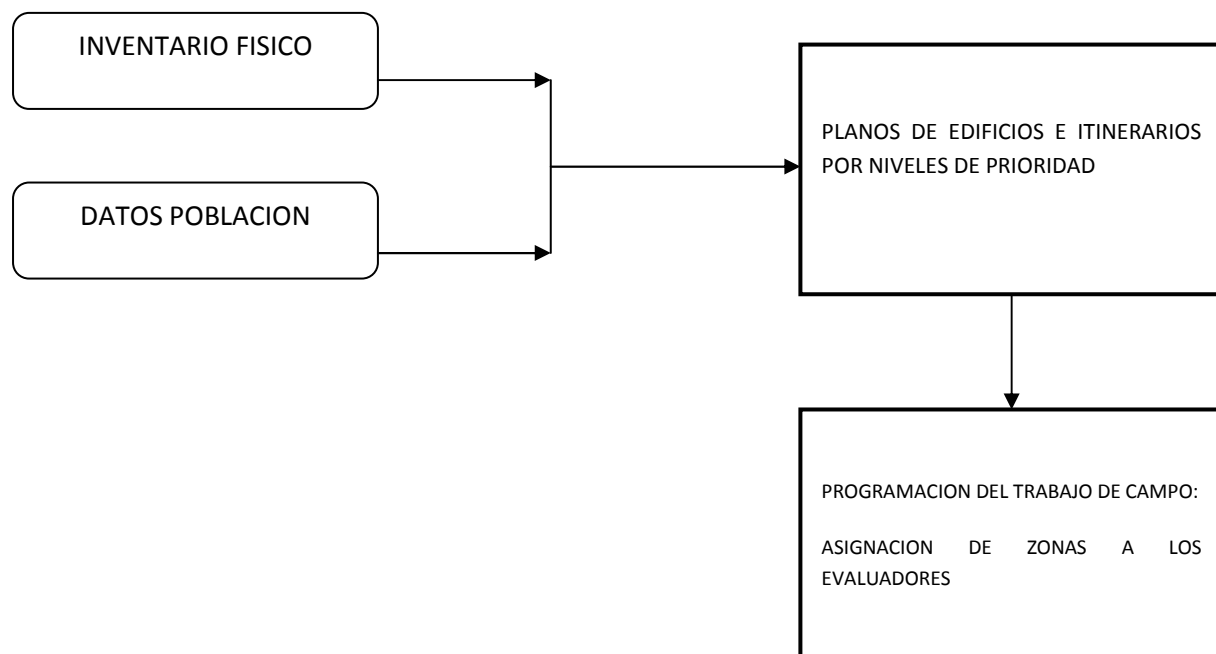 INVENTARIO FISICO
DATOS POBLACION
PLANOS DE EDIFICIOS E ITINERARIOS
POR NIVELES DE PRIORIDAD
PROGRAMACION DEL TRABAJO DE CAMPO:
ASIGNACION DE ZONAS A LOS
EVALUADORES